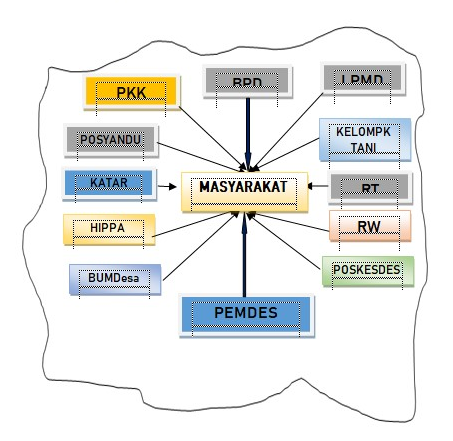 PKK
BPD
LPMD
POSYANDU
KELOMPK
TANI
KATAR
MASYARAKAT
RT
HIPPA
RW
BUMDesa
POSKESDES
PEMDES